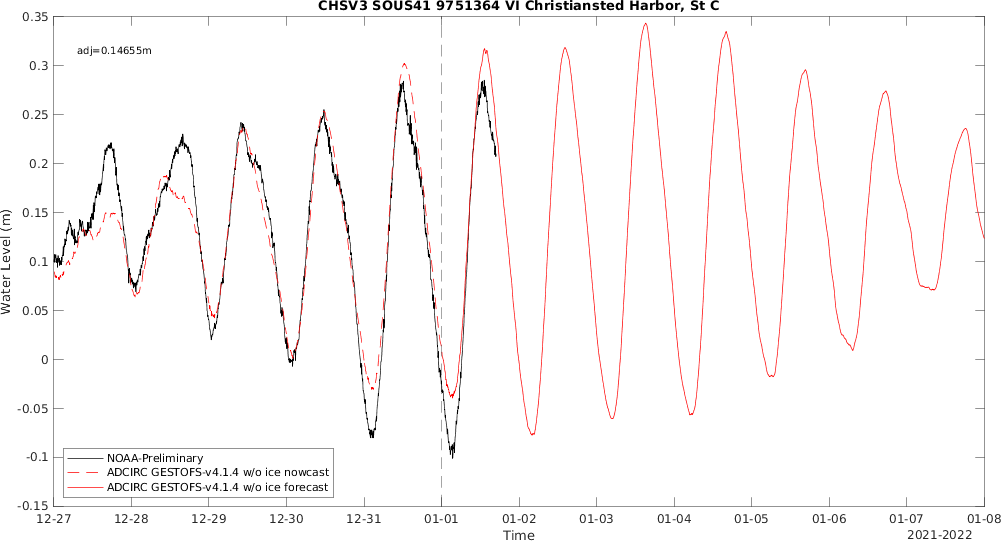 CHSV3 SOUS41 9751364 VI Christiansted Harbor, St C
adj=0.14655m
0.35
0.3
0.25
0.2
0.15
0.1
0.05
0
-0.05
-0.1
-0.15
Water Level (m)
NOAA-Preliminary
ADCIRC GESTOFS-v4.1.4 w/o ice nowcast
ADCIRC GESTOFS-v4.1.4 w/o ice forecast
12-27 12-28 12-29 12-30 12-31 01-01 01-02 01-03 01-04 01-05 01-06 01-07 01-08
Time
2021-2022